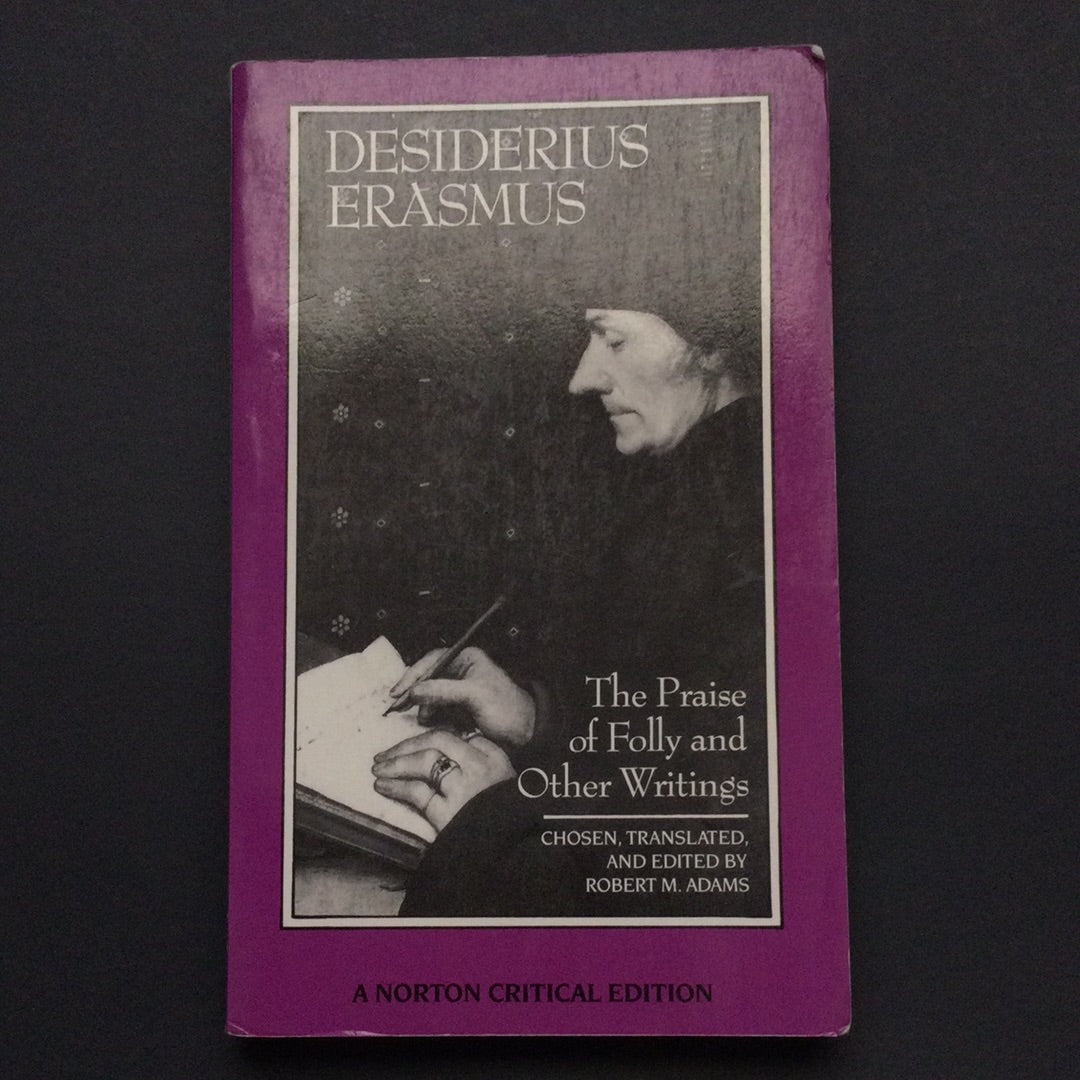 DESIDERIUS
ERASMUS
The Praise
of Folly and
Other Writings
CHOSEN, TRANSLATED,
AND EDITED BY
ROBERT M. ADAMS
A NORTON CRITICAL EDITION